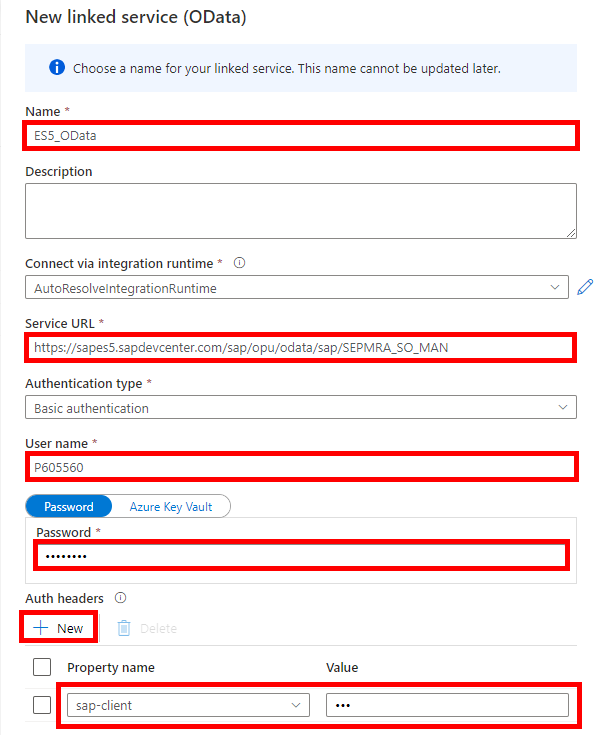 New linked service (OData)
Choose a name for your linked service. This name cannot be updated later.
Name *
ES5_OData
Description
Connect via integration runtime *
AutoResolveIntegrationRuntime
Service URL *
https://sapes5.sapdevcenter.com/sap/opu/odata/sap/SEPMRA_SO_MAN
Authentication type *
Basic authentication
User name *
P605560
Password Azure Key Vault
Password *
••••••••
Auth headers
New Delete
Property name Value
sap-client •••